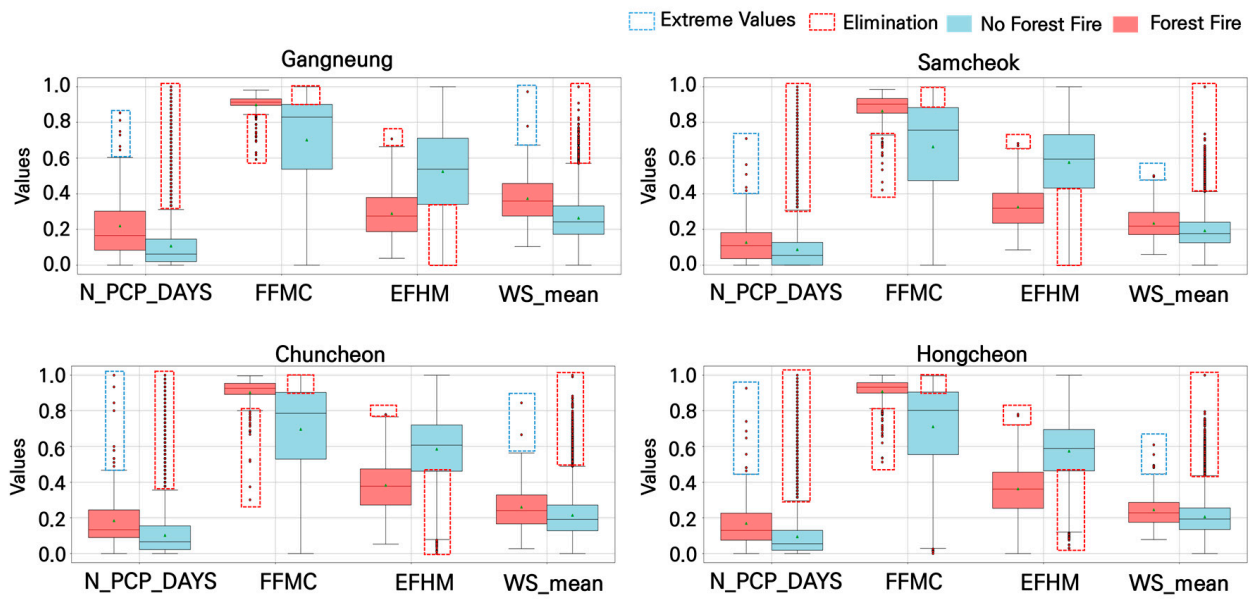 Extreme Values Elimination No Forest Fire Forest Fire
Gangneung
Samcheok
Values
1.0
0.8
0.6
0.4
0.2
0.0
N_PCP_DAYS FFMC EFHM WS_mean
Values
1.0
0.8
0.6
0.4
0.2
0.0
N_PCP_DAYS FFMC EFHM WS_mean
Chuncheon
Hongcheon
Values
1.0
0.8
0.6
0.4
0.2
0.0
N_PCP_DAYS FFMC EFHM WS_mean
Values
1.0
0.8
0.6
0.4
0.2
0.0
N_PCP_DAYS FFMC EFHM WS_mean